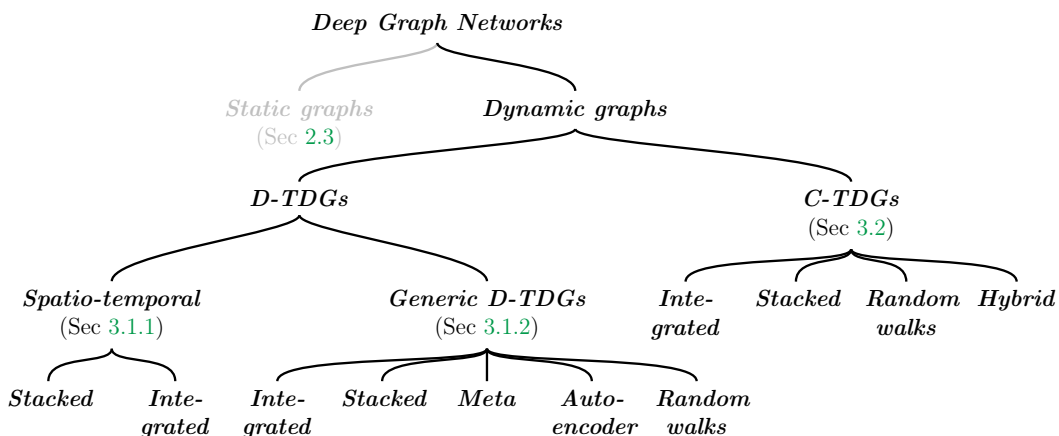 Deep Graph Networks
Static graphs
(Sec 2.3)
Dynamic graphs
D-TDGs
C-TDGs
(Sec 3.2)
Spatio-temporal
(Sec 3.1.1)
Generic D-TDGs
(Sec 3.1.2)
Inte-
grated
Stacked
Random
walks
Hybrid
Stacked
Inte-
grated
Inte-
grated
Stacked
Meta
Auto-
encoder
Random
walks